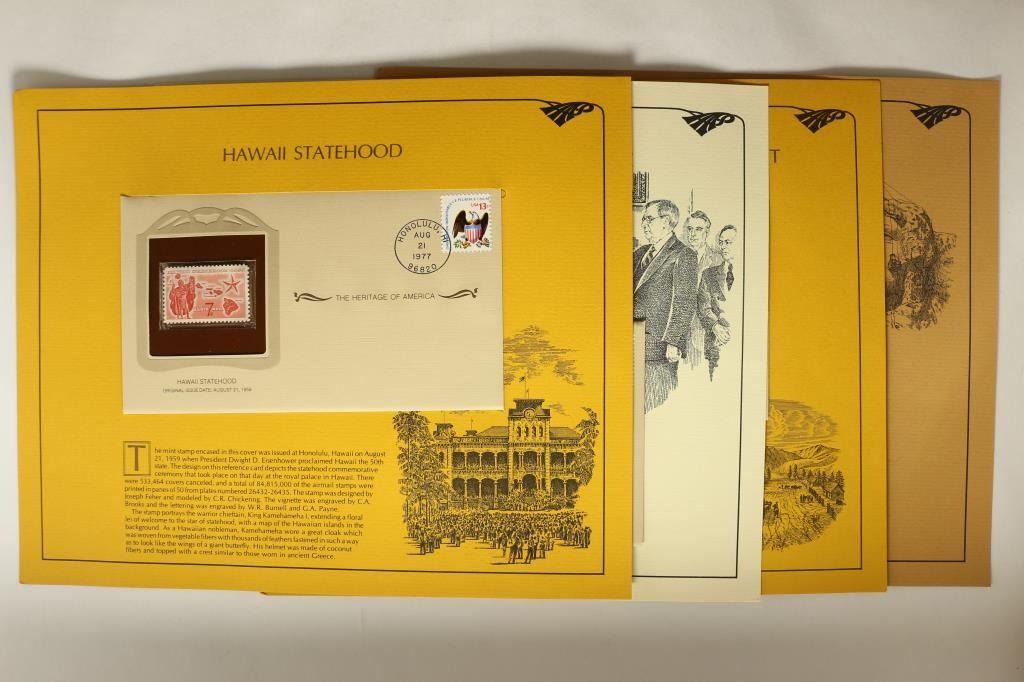 HAWAII STATEHOOD
USA 13c
HONOLULU, HI
AUG
21
1977
96820
7¢
THE HERITAGE OF AMERICA
HAWAII STATEHOOD
ORIGINAL ISSUE DATE: AUGUST 21, 1959
The mint stamp encased in this cover was issued at Honolulu, Hawaii on August
21, 1959 when President Dwight D. Eisenhower proclaimed Hawaii the 50th
state. The design on this reference card depicts the statehood commemorative
ceremony that took place on that day at the royal palace in Hawaii. There
were 533,464 covers canceled, and a total of 84,815,000 of the airmail stamps were
printed in panes of 50 from plates numbered 26432-26435. The stamp was designed by
Joseph Feher and modeled by C.R. Chickering. The vignette was engraved by C.A.
Brooks and the lettering was engraved by W.R. Burnell and G.A. Payne.
The stamp portrays the warrior chieftain, King Kamehameha I, extending a floral
lei of welcome to the star of statehood, with a map of the Hawaiian islands in the
background. As a Hawaiian nobleman, Kamehameha wore a great cloak which
was woven from vegetable fibers with thousands of feathers fastened in such a way
as to look like the wings of a giant butterfly. His helmet was made of coconut
fibers and topped with a crest similar to those worn in ancient Greece.
T